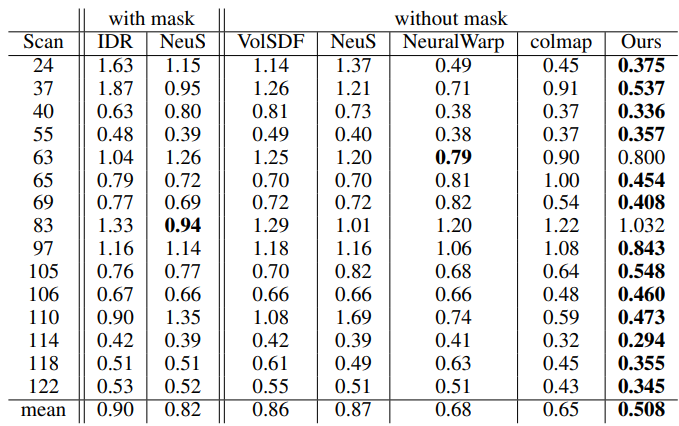 with mask without mask
Scan IDR NeuS VolSDF NeuS NeuralWarp colmap Ours
24 1.63 1.15 1.14 1.37 0.49 0.45 0.375
37 1.87 0.95 1.26 1.21 0.71 0.91 0.537
40 0.63 0.80 0.81 0.73 0.38 0.37 0.336
55 0.48 0.39 0.49 0.40 0.38 0.37 0.357
63 1.04 1.26 1.25 1.20 0.79 0.90 0.800
65 0.79 0.72 0.70 0.70 0.81 1.00 0.454
69 0.77 0.69 0.72 0.72 0.82 0.54 0.408
83 1.33 0.94 1.29 1.01 1.20 1.22 1.032
97 1.16 1.14 1.18 1.16 1.06 1.08 0.843
105 0.76 0.77 0.70 0.82 0.68 0.64 0.548
106 0.67 0.66 0.66 0.66 0.66 0.48 0.460
110 0.90 1.35 1.08 1.69 0.74 0.59 0.473
114 0.42 0.39 0.42 0.39 0.41 0.32 0.294
118 0.51 0.51 0.61 0.49 0.63 0.45 0.355
122 0.53 0.52 0.55 0.51 0.51 0.43 0.345
mean 0.90 0.82 0.86 0.87 0.68 0.65 0.508